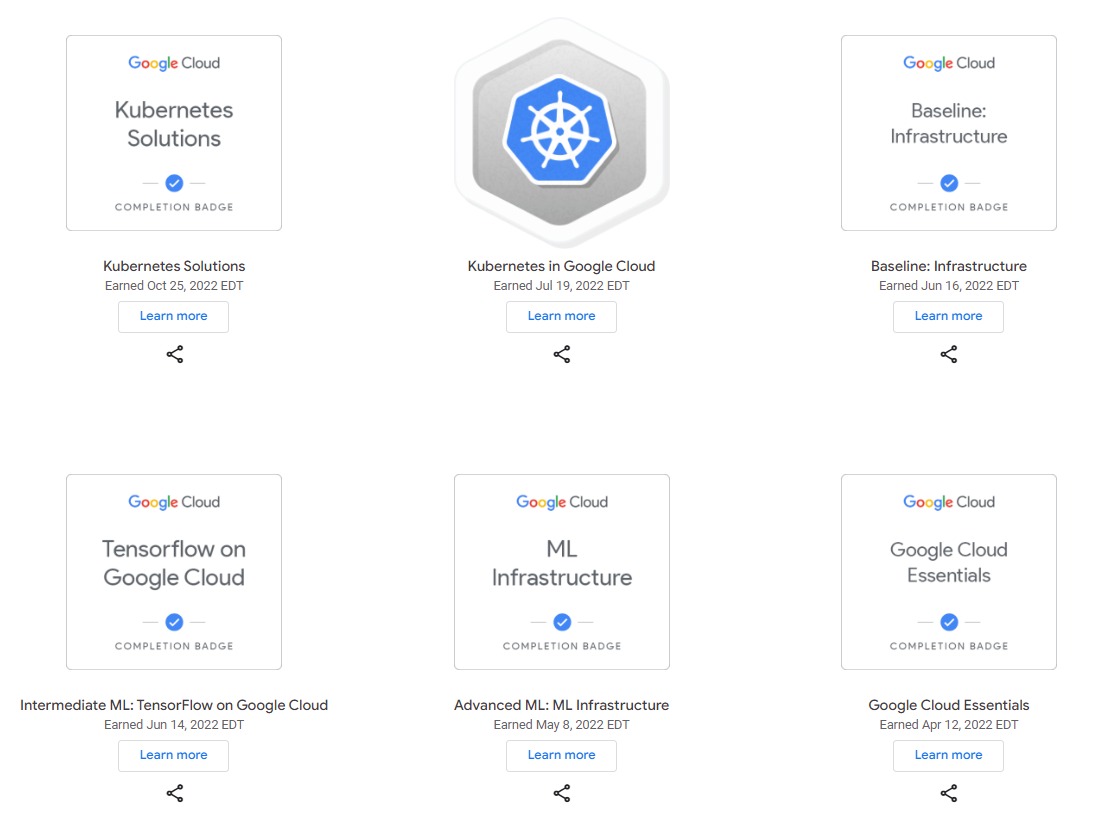 Google Cloud
Kubernetes
Solutions
COMPLETION BADGE
Kubernetes Solutions
Earned Oct 25, 2022 EDT
Learn more
Kubernetes in Google Cloud
Earned Jul 19, 2022 EDT
Learn more
Google Cloud
Baseline:
Infrastructure
COMPLETION BADGE
Baseline: Infrastructure
Earned Jun 16, 2022 EDT
Learn more
Google Cloud
Tensorflow on
Google Cloud
COMPLETION BADGE
Intermediate ML: TensorFlow on Google Cloud
Earned Jun 14, 2022 EDT
Learn more
Google Cloud
ML
Infrastructure
COMPLETION BADGE
Advanced ML: ML Infrastructure
Earned May 8, 2022 EDT
Learn more
Google Cloud
Google Cloud
Essentials
COMPLETION BADGE
Google Cloud Essentials
Earned Apr 12, 2022 EDT
Learn more